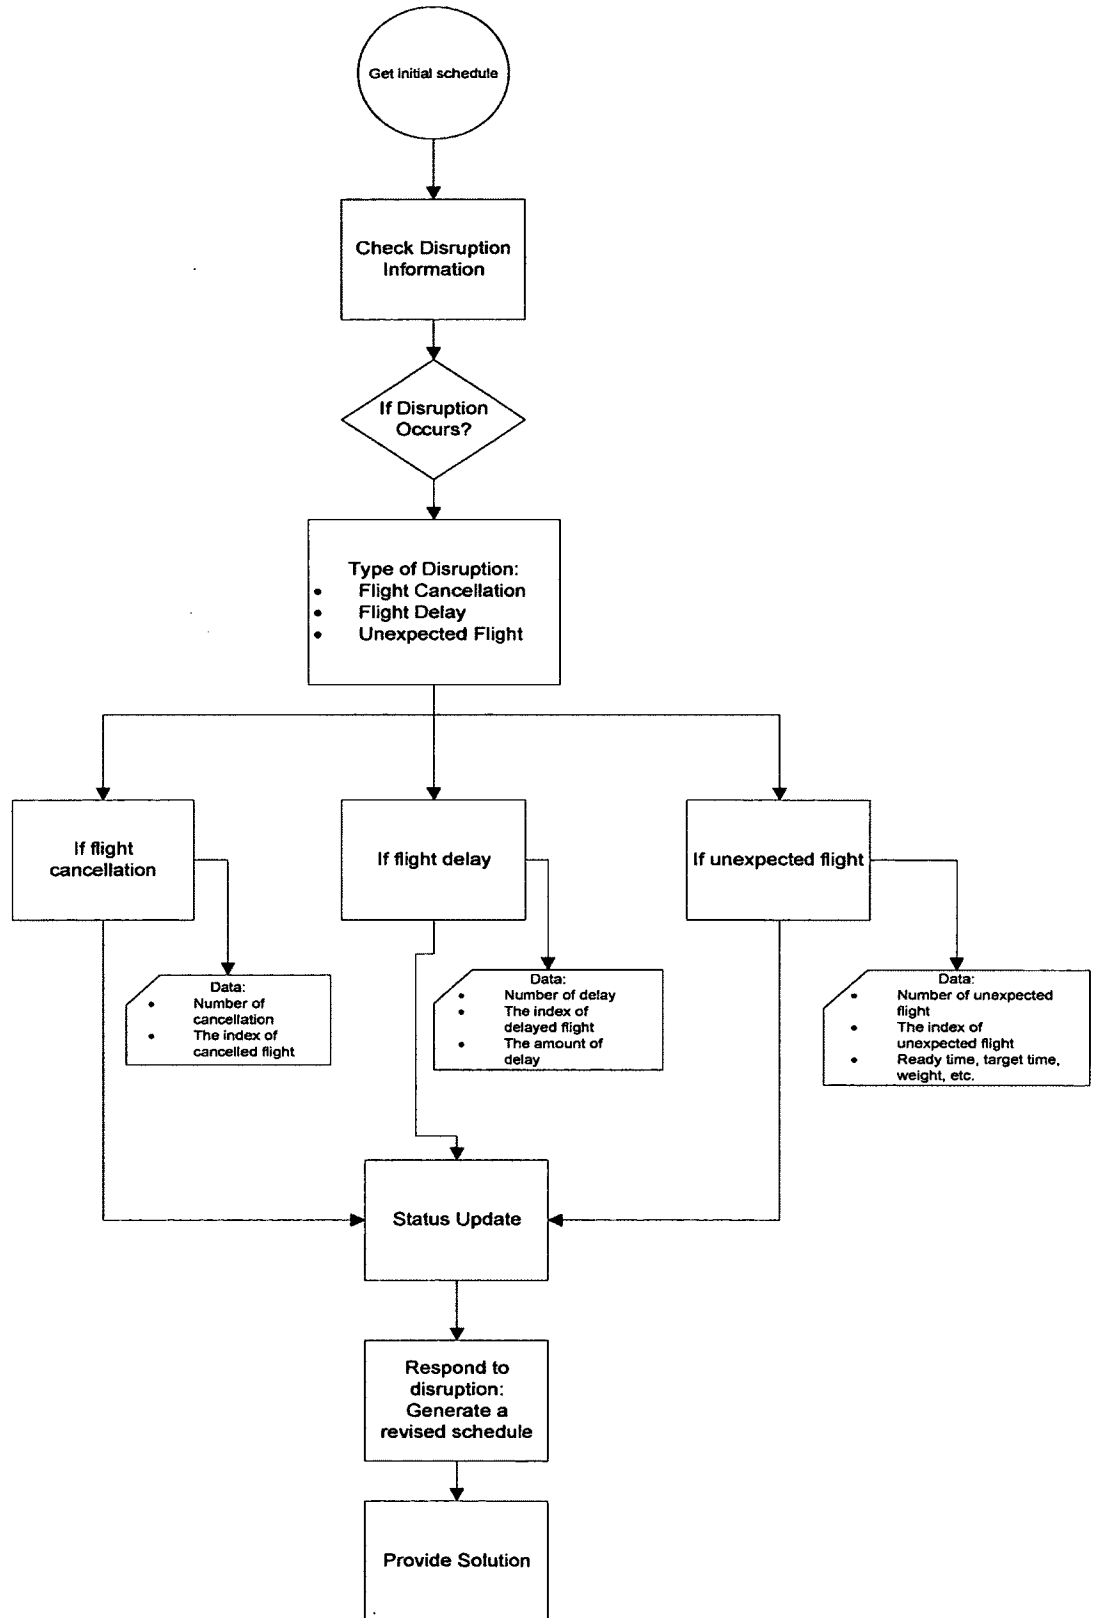 Get initial schedule
Check Disruption
Information
If Disruption
Occurs?
Type of Disruption:
• Flight Cancellation
• Flight Delay
• Unexpected Flight
If flight
cancellation
If flight delay
If unexpected flight
Data:
• Number of
cancellation
• The index of
cancelled flight
Data:
• Number of delay
• The index of
delayed flight
• The amount of
delay
Data:
• Number of unexpected
flight
• The index of
unexpected flight
• Ready time, target time,
weight, etc.
Status Update
Respond to
disruption:
Generate a
revised schedule
Provide Solution